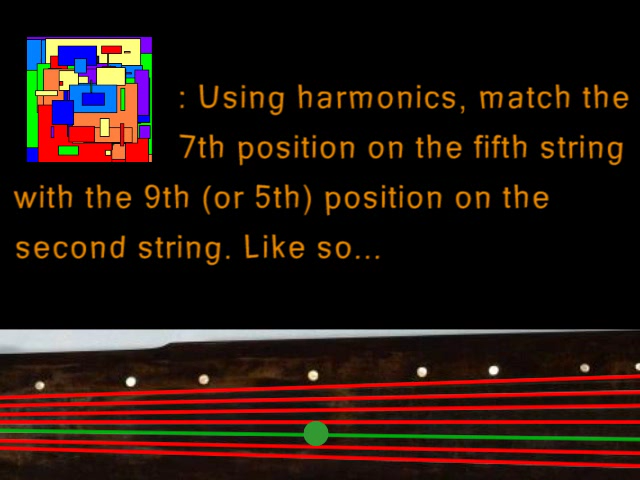 : Using harmonics, match the
7th position on the fifth string
with the 9th (or 5th) position on the
second string. Like so...